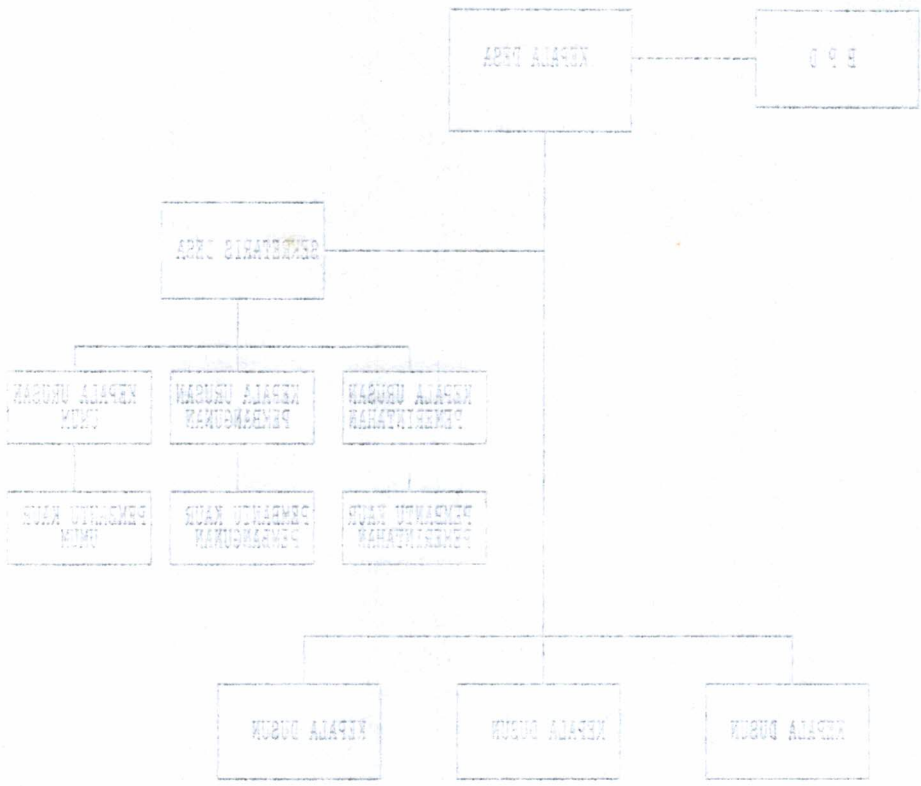 B P D
KEPALA DESA
SEKRETARIS DESA
KEPALA URUSAN
PEMERINTAHAN
KEPALA URUSAN
PEMBANGUNAN
KEPALA URUSAN
UMUM
PEMBANTU KAUR
PEMERINTAHAN
PEMBANTU KAUR
PEMBANGUNAN
PEMBANTU KAUR
UMUM
KEPALA DUSUN
KEPALA DUSUN
KEPALA DUSUN